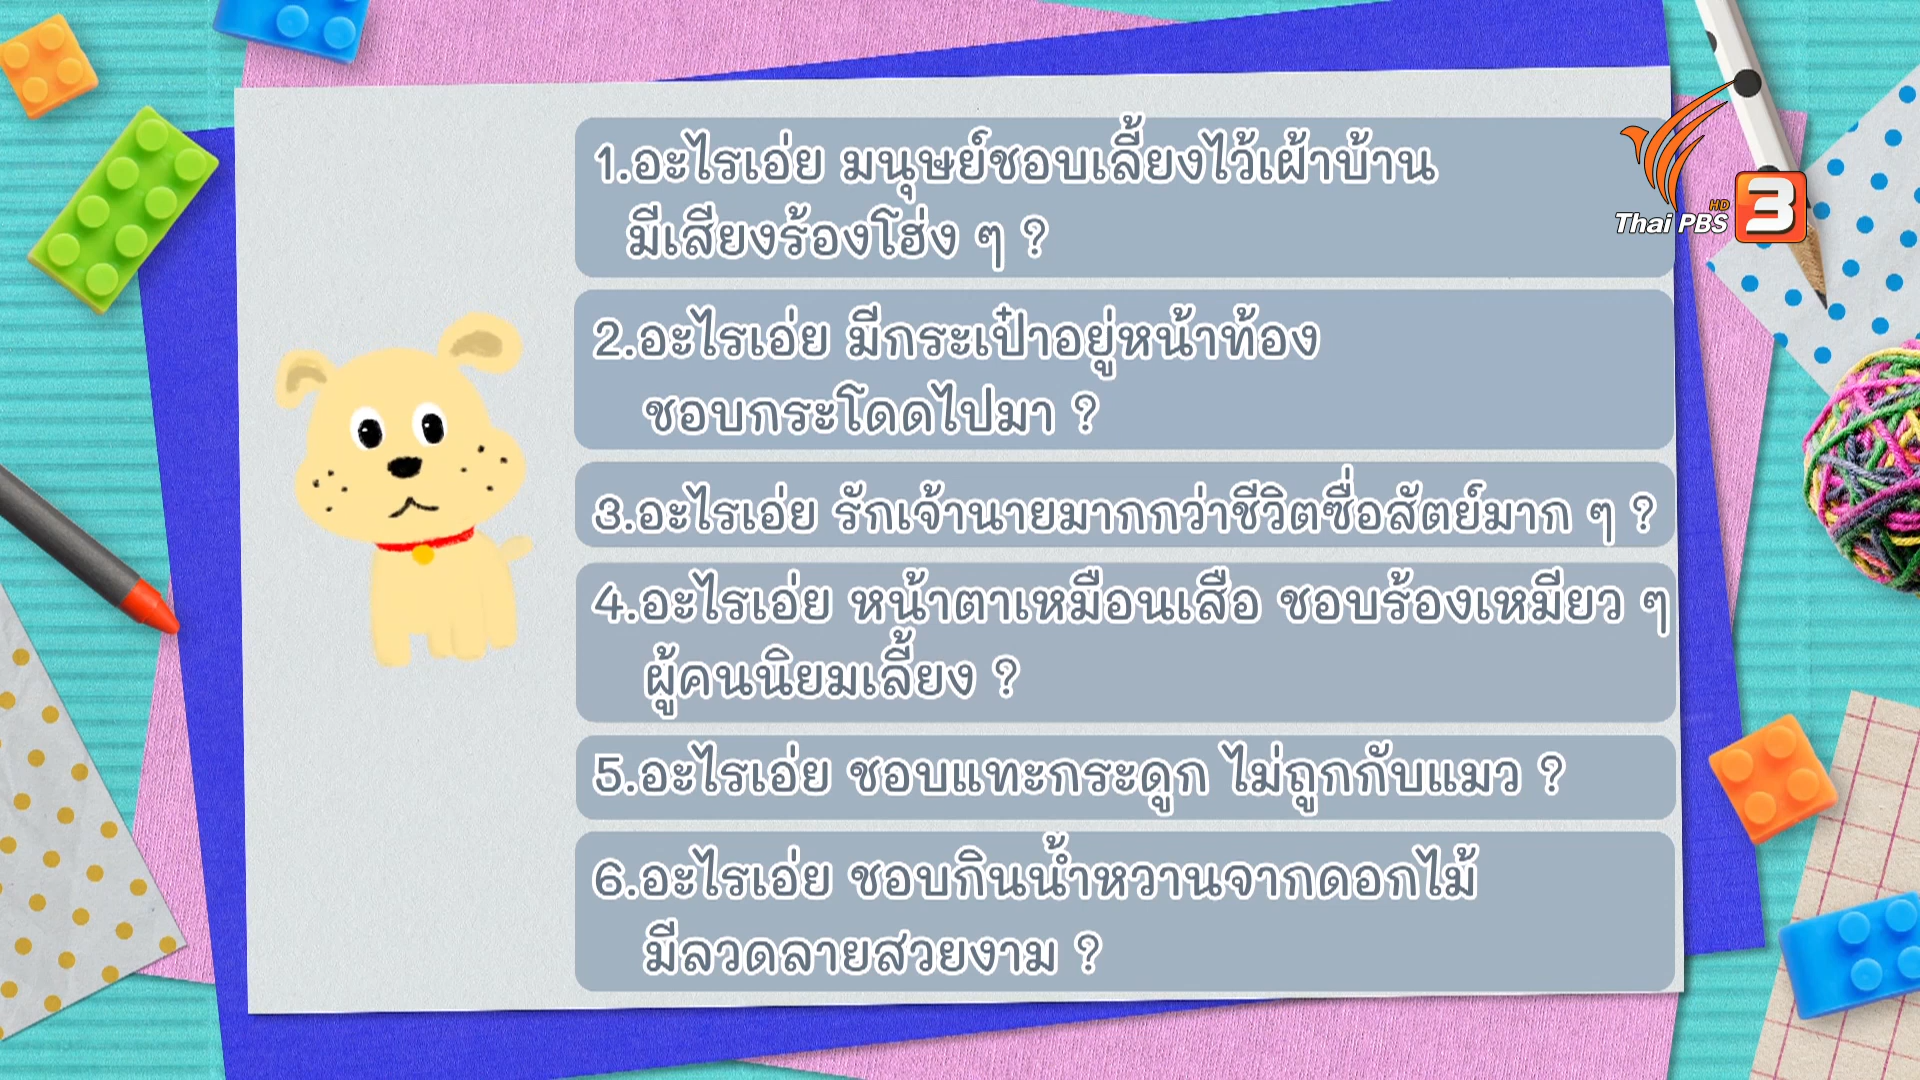 1.อะไรเอ่ย มนุษย์ชอบเลี้ยงไว้เฝ้าบ้าน
มีเสียงร้องโฮ่ง ๆ ?
2.อะไรเอ่ย มีกระเป๋าอยู่หน้าท้อง
ชอบกระโดดไปมา ?
3.อะไรเอ่ย รักเจ้านายมากกว่าชีวิตซื่อสัตย์มาก ๆ ?
4.อะไรเอ่ย หน้าตาเหมือนเสือ ชอบร้องเหมียว ๆ
ผู้คนนิยมเลี้ยง ?
5.อะไรเอ่ย ชอบแทะกระดูก ไม่ถูกกับแมว ?
6.อะไรเอ่ย ชอบกินน้ำหวานจากดอกไม้
มีลวดลายสวยงาม ?
HD
Thai PBS 3